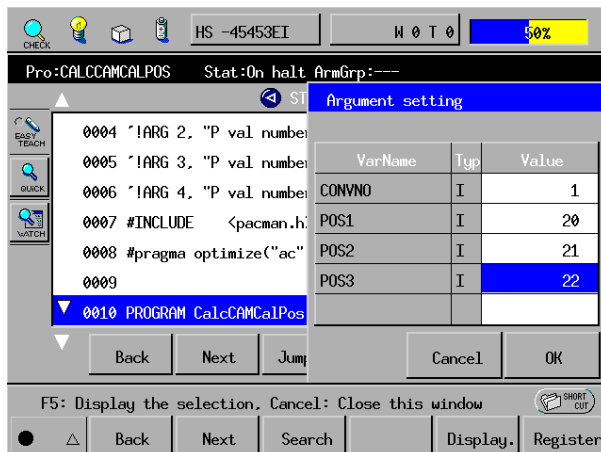 CHECK
HS -45453EI
W 0 T 0
50%
Pro:CALCCAMCALPOS Stat:On halt ArmGrp:---
ST
Argument setting
EASY TEACH
QUICK
WATCH
0004 ´!ARG 2, "P val number
0005 ´!ARG 3, "P val number
0006 ´!ARG 4, "P val number
0007 #INCLUDE <pacman.h>
0008 #pragma optimize("ac"
0009
0010 PROGRAM CalcCAMCalPos
VarName Typ Value
CONVNO I 1
POS1 I 20
POS2 I 21
POS3 I 22
Back Next Jump
Cancel OK
F5: Display the selection, Cancel: Close this window
SHORT CUT
Back Next Search Display. Register